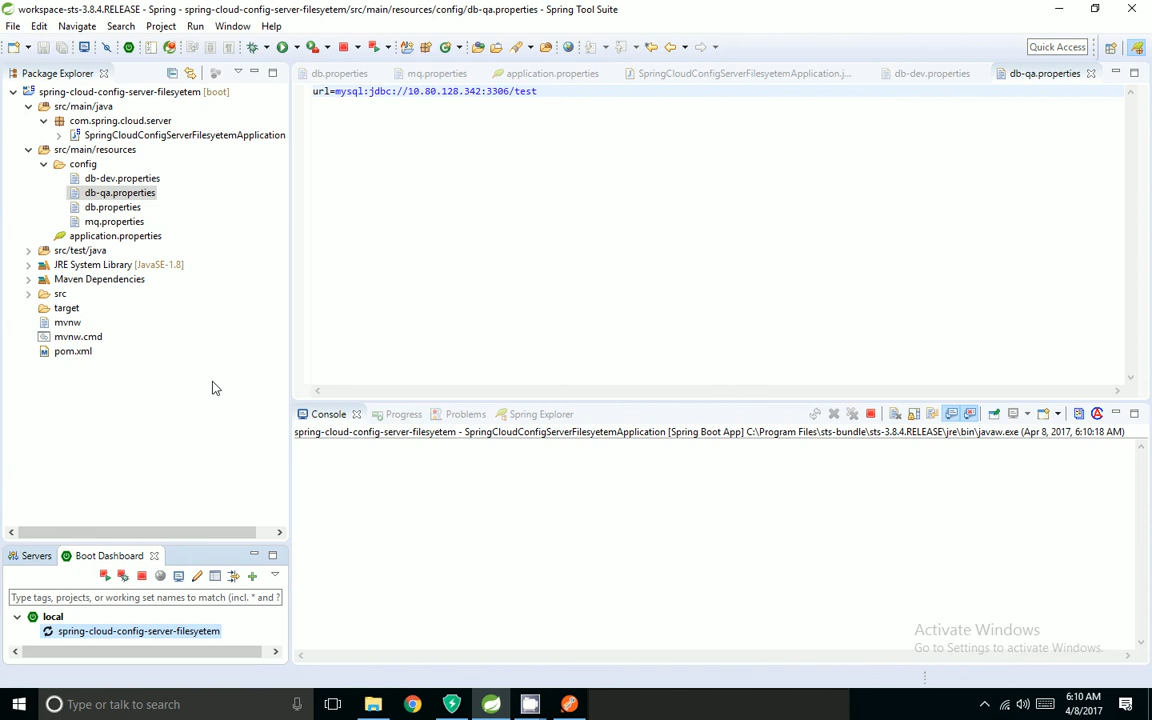 workspace-sts-3.8.4.RELEASE - Spring - spring-cloud-config-server-filesyetem/src/main/resources/config/db-qa.properties - Spring Tool Suite
File Edit Navigate Search Project Run Window Help
Quick Access
Package Explorer
db.properties mq.properties application.properties SpringCloudConfigServerFilesyetemApplication.j... db-dev.properties db-qa.properties
url=mysql:jdbc://10.80.128.342:3306/test
spring-cloud-config-server-filesyetem [boot]
src/main/java
com.spring.cloud.server
SpringCloudConfigServerFilesyetemApplication
src/main/resources
config
db-dev.properties
db-qa.properties
db.properties
mq.properties
application.properties
src/test/java
JRE System Library [JavaSE-1.8]
Maven Dependencies
src
target
mvnw
mvnw.cmd
pom.xml
Console Progress Problems Spring Explorer
spring-cloud-config-server-filesyetem - SpringCloudConfigServerFilesyetemApplication [Spring Boot App] C:\Program Files\sts-bundle\sts-3.8.4.RELEASE\jre\bin\javaw.exe (Apr 8, 2017, 6:10:18 AM)
Servers Boot Dashboard
Type tags, projects, or working set names to match (incl. * and ?
local
spring-cloud-config-server-filesyetem
Activate Windows
Go to Settings to activate Windows.
Type or talk to search
6:10 AM
4/8/2017